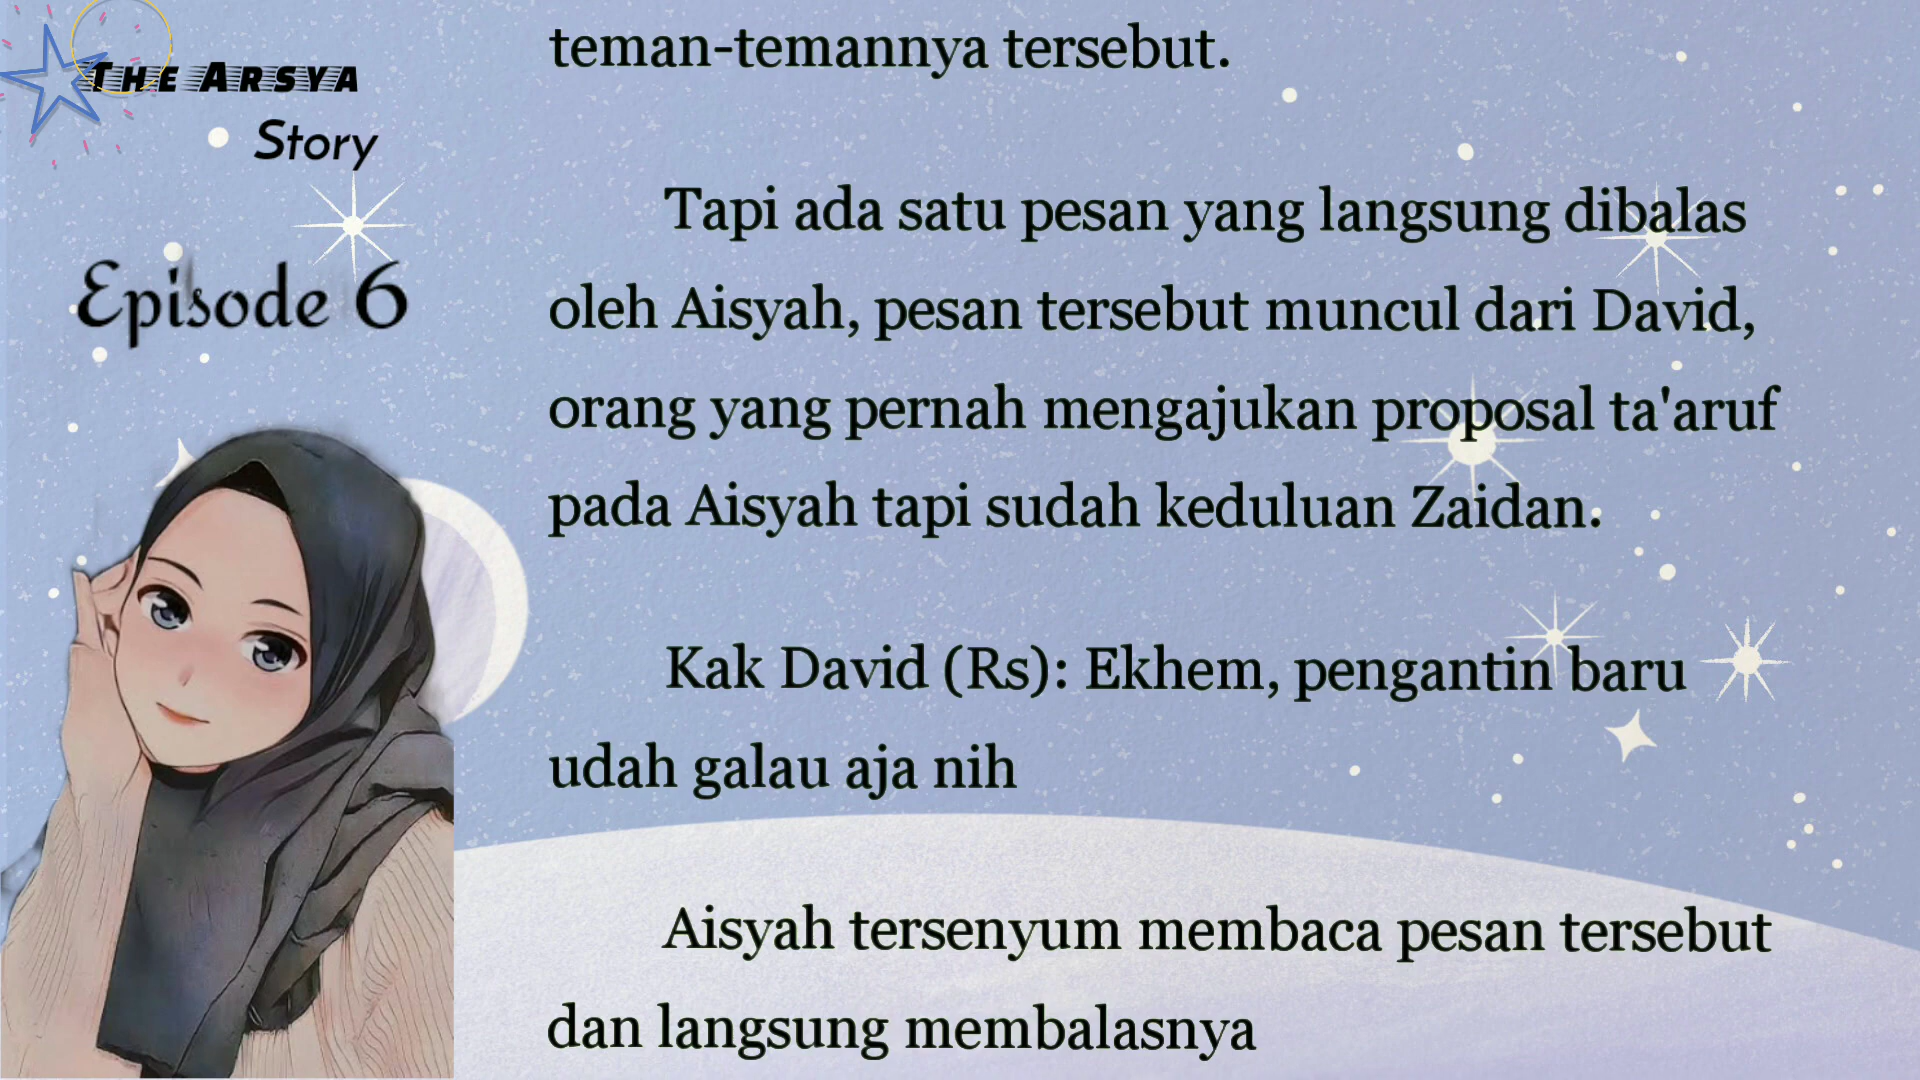 The Arsya
Story
Episode 6
teman-temannya tersebut.
Tapi ada satu pesan yang langsung dibalas
oleh Aisyah, pesan tersebut muncul dari David,
orang yang pernah mengajukan proposal ta'aruf
pada Aisyah tapi sudah keduluan Zaidan.
Kak David (Rs): Ekhem, pengantin baru
udah galau aja nih
Aisyah tersenyum membaca pesan tersebut
dan langsung membalasnya